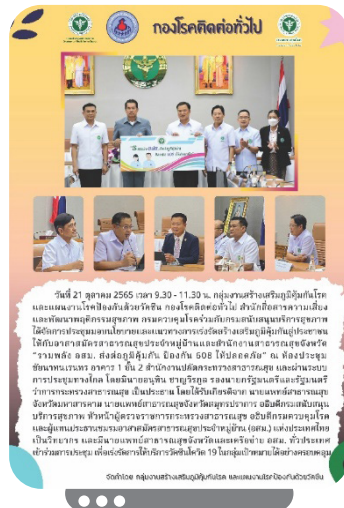 กองโรคติดต่อทั่วไป
วันที่ 21 ตุลาคม 2565 เวลา 9.30 - 11.30 น. กลุ่มงานสร้างเสริมภูมิคุ้มกันโรค
และแผนงานโรคป้องกันด้วยวัคซีน กองโรคติดต่อทั่วไป สำนักสื่อสารความเสี่ยง
และพัฒนาพฤติกรรมสุขภาพ กรมควบคุมโรคร่วมกับกรมสนับสนุนบริการสุขภาพ
ได้จัดการประชุมมอบนโยบายและแนวทางการเร่งรัดสร้างเสริมภูมิคุ้มกันสู่ประชาชน
ให้กับอาสาสมัครสาธารณสุขประจำหมู่บ้านและสำนักงานสาธารณสุขจังหวัด
"รวมพลัง อสม. ส่งต่อภูมิคุ้มกัน ป้องกัน 608 ให้ปลอดภัย" ณ ห้องประชุม
ชัยนาทนเรนทร อาคาร 1 ชั้น 2 สำนักงานปลัดกระทรวงสาธารณสุข และผ่านระบบ
การประชุมทางไกล โดยมีนายอนุทิน ชาญวีรกูล รองนายกรัฐมนตรีและรัฐมนตรี
ว่าการกระทรวงสาธารณสุข เป็นประธาน โดยได้รับเกียรติจาก นายแพทย์สาธารณสุข
จังหวัดมหาสารคาม นายแพทย์สาธารณสุขจังหวัดสมุทรปราการ อธิบดีกรมสนับสนุน
บริการสุขภาพ หัวหน้าผู้ตรวจราชการกระทรวงสาธารณสุข อธิบดีกรมควบคุมโรค
และผู้แทนประธานชมรมอาสาสมัครสาธารณสุขประจำหมู่บ้าน (อสม.) แห่งประเทศไทย
เป็นวิทยากร และมีนายแพทย์สาธารณสุขจังหวัดและเครือข่าย อสม. ทั่วประเทศ
เข้าร่วมการประชุม เพื่อเร่งรัดการให้บริการวัคซีนโควิด 19 ในกลุ่มเป้าหมายได้อย่างครอบคลุม
จัดทำโดย กลุ่มงานสร้างเสริมภูมิคุ้มกันโรค และแผนงานโรคป้องกันด้วยวัคซีน